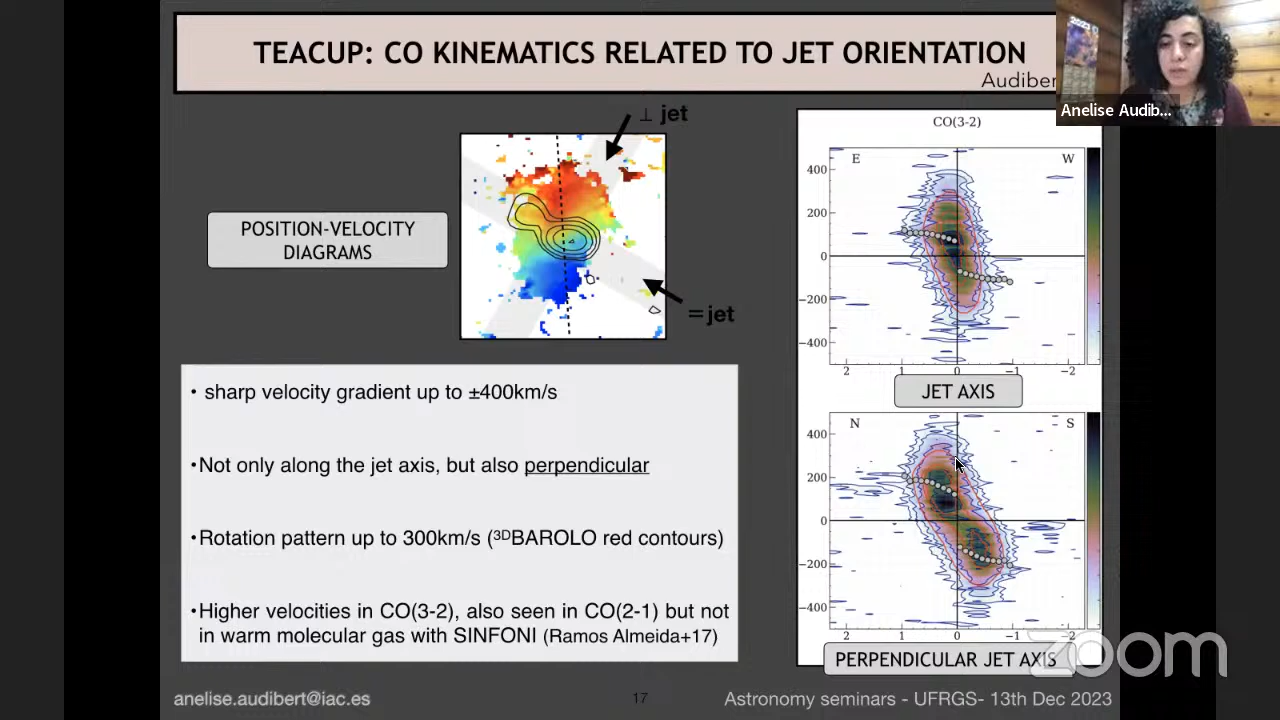 TEACUP: CO KINEMATICS RELATED TO JET ORIENTATION
Audiber
Anelise Audib...
⊥ jet
POSITION-VELOCITY
DIAGRAMS
=jet
CO(3-2)
E W
400
200
0
−200
−400
2 1 0 −1 −2
JET AXIS
N S
400
200
0
−200
−400
2 1 0 −1 −2
PERPENDICULAR JET AXIS
• sharp velocity gradient up to ±400km/s
•Not only along the jet axis, but also perpendicular
•Rotation pattern up to 300km/s (3DBAROLO red contours)
•Higher velocities in CO(3-2), also seen in CO(2-1) but not
in warm molecular gas with SINFONI (Ramos Almeida+17)
zoom
anelise.audibert@iac.es
17
Astronomy seminars - UFRGS- 13th Dec 2023